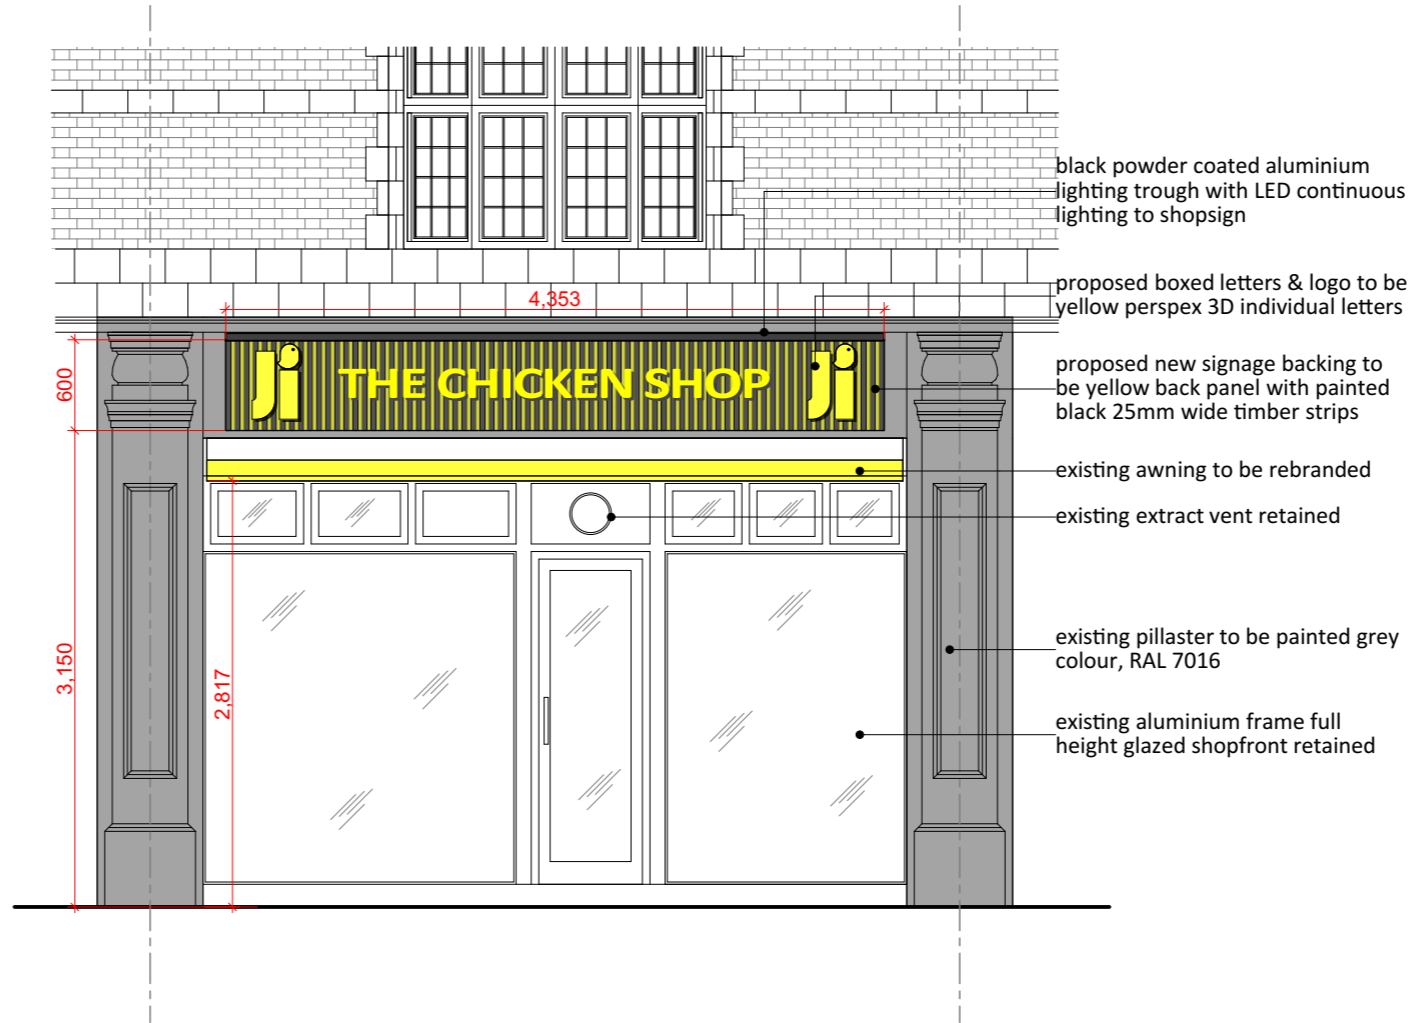 black powder coated aluminium
lighting trough with LED continuous
lighting to shopsign
proposed boxed letters & logo to be
yellow perspex 3D individual letters
4,353
Ji THE CHICKEN SHOP Ji
proposed new signage backing to
be yellow back panel with painted
black 25mm wide timber strips
600
existing awning to be rebranded
existing extract vent retained
existing pillaster to be painted grey
colour, RAL 7016
3,150
2,817
existing aluminium frame full
height glazed shopfront retained